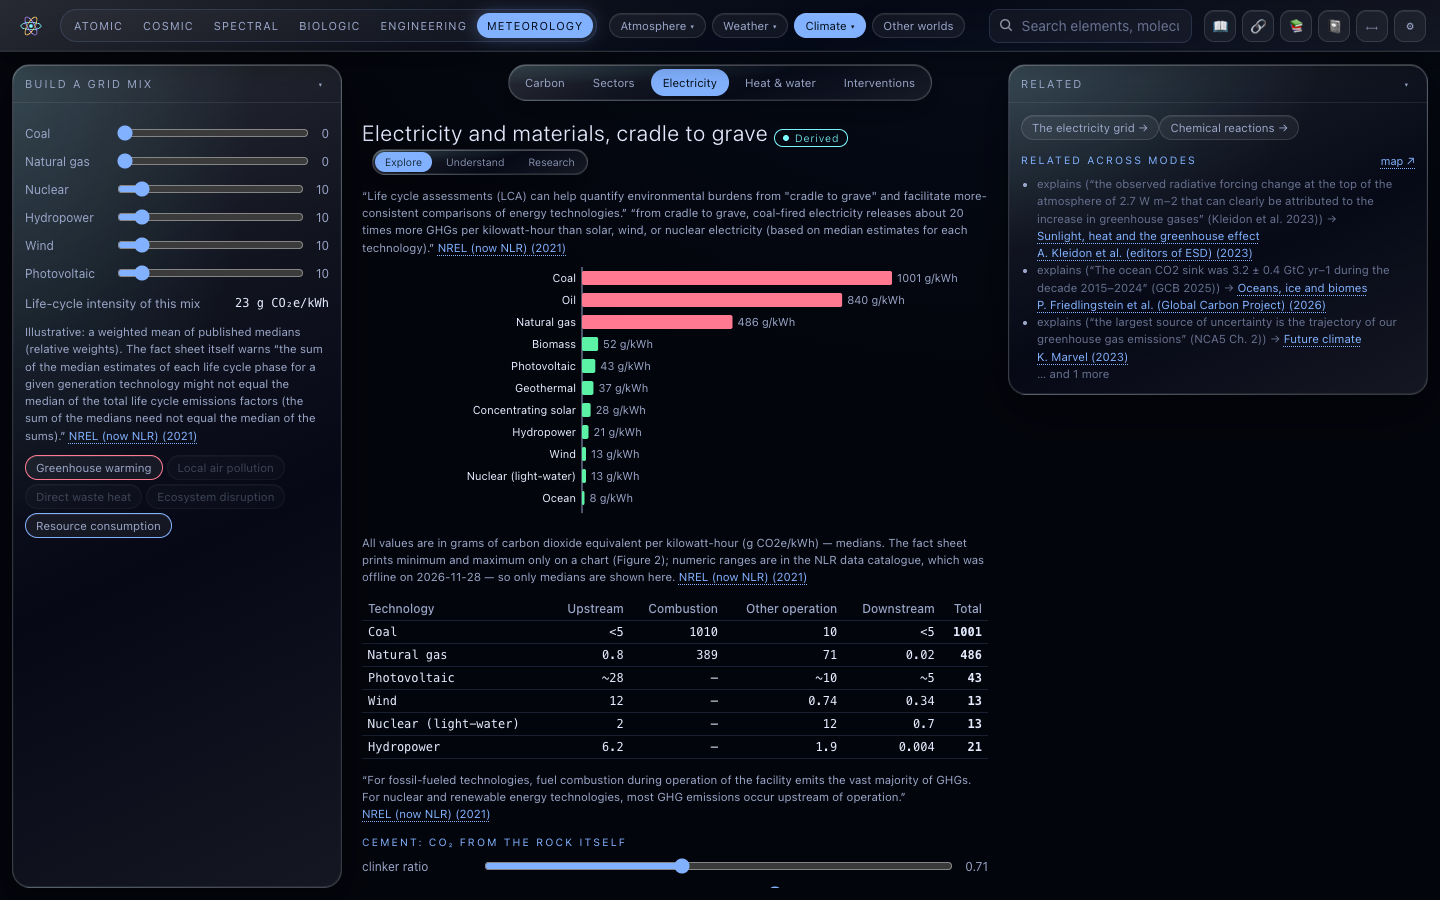 ATOMIC COSMIC SPECTRAL BIOLOGIC ENGINEERING METEOROLOGY Atmosphere ▾ Weather ▾ Climate ▾ Other worlds Search elements, molecu
BUILD A GRID MIX
Coal 0
Natural gas 0
Nuclear 10
Hydropower 10
Wind 10
Photovoltaic 10
Life-cycle intensity of this mix 23 g CO₂e/kWh
Illustrative: a weighted mean of published medians
(relative weights). The fact sheet itself warns “the sum
of the median estimates of each life cycle phase for a
given generation technology might not equal the
median of the total life cycle emissions factors (the
sum of the medians need not equal the median of the
sums).” NREL (now NLR) (2021)
Greenhouse warming Local air pollution
Direct waste heat Ecosystem disruption
Resource consumption
Carbon Sectors Electricity Heat & water Interventions
Electricity and materials, cradle to grave Derived
Explore Understand Research
“Life cycle assessments (LCA) can help quantify environmental burdens from "cradle to grave" and facilitate more-
consistent comparisons of energy technologies.” “from cradle to grave, coal-fired electricity releases about 20
times more GHGs per kilowatt-hour than solar, wind, or nuclear electricity (based on median estimates for each
technology).” NREL (now NLR) (2021)
Coal 1001 g/kWh
Oil 840 g/kWh
Natural gas 486 g/kWh
Biomass 52 g/kWh
Photovoltaic 43 g/kWh
Geothermal 37 g/kWh
Concentrating solar 28 g/kWh
Hydropower 21 g/kWh
Wind 13 g/kWh
Nuclear (light-water) 13 g/kWh
Ocean 8 g/kWh
All values are in grams of carbon dioxide equivalent per kilowatt-hour (g CO2e/kWh) — medians. The fact sheet
prints minimum and maximum only on a chart (Figure 2); numeric ranges are in the NLR data catalogue, which was
offline on 2026-11-28 — so only medians are shown here. NREL (now NLR) (2021)
Technology Upstream Combustion Other operation Downstream Total
Coal <5 1010 10 <5 1001
Natural gas 0.8 389 71 0.02 486
Photovoltaic ~28 — ~10 ~5 43
Wind 12 — 0.74 0.34 13
Nuclear (light-water) 2 — 12 0.7 13
Hydropower 6.2 — 1.9 0.004 21
“For fossil-fueled technologies, fuel combustion during operation of the facility emits the vast majority of GHGs.
For nuclear and renewable energy technologies, most GHG emissions occur upstream of operation.”
NREL (now NLR) (2021)
CEMENT: CO₂ FROM THE ROCK ITSELF
clinker ratio 0.71
RELATED
The electricity grid → Chemical reactions →
RELATED ACROSS MODES map ↗
• explains (“the observed radiative forcing change at the top of the
atmosphere of 2.7 W m−2 that can clearly be attributed to the
increase in greenhouse gases” (Kleidon et al. 2023)) →
Sunlight, heat and the greenhouse effect
A. Kleidon et al. (editors of ESD) (2023)
• explains (“The ocean CO2 sink was 3.2 ± 0.4 GtC yr−1 during the
decade 2015–2024” (GCB 2025)) → Oceans, ice and biomes
P. Friedlingstein et al. (Global Carbon Project) (2026)
• explains (“the largest source of uncertainty is the trajectory of our
greenhouse gas emissions” (NCA5 Ch. 2)) → Future climate
K. Marvel (2023)
… and 1 more